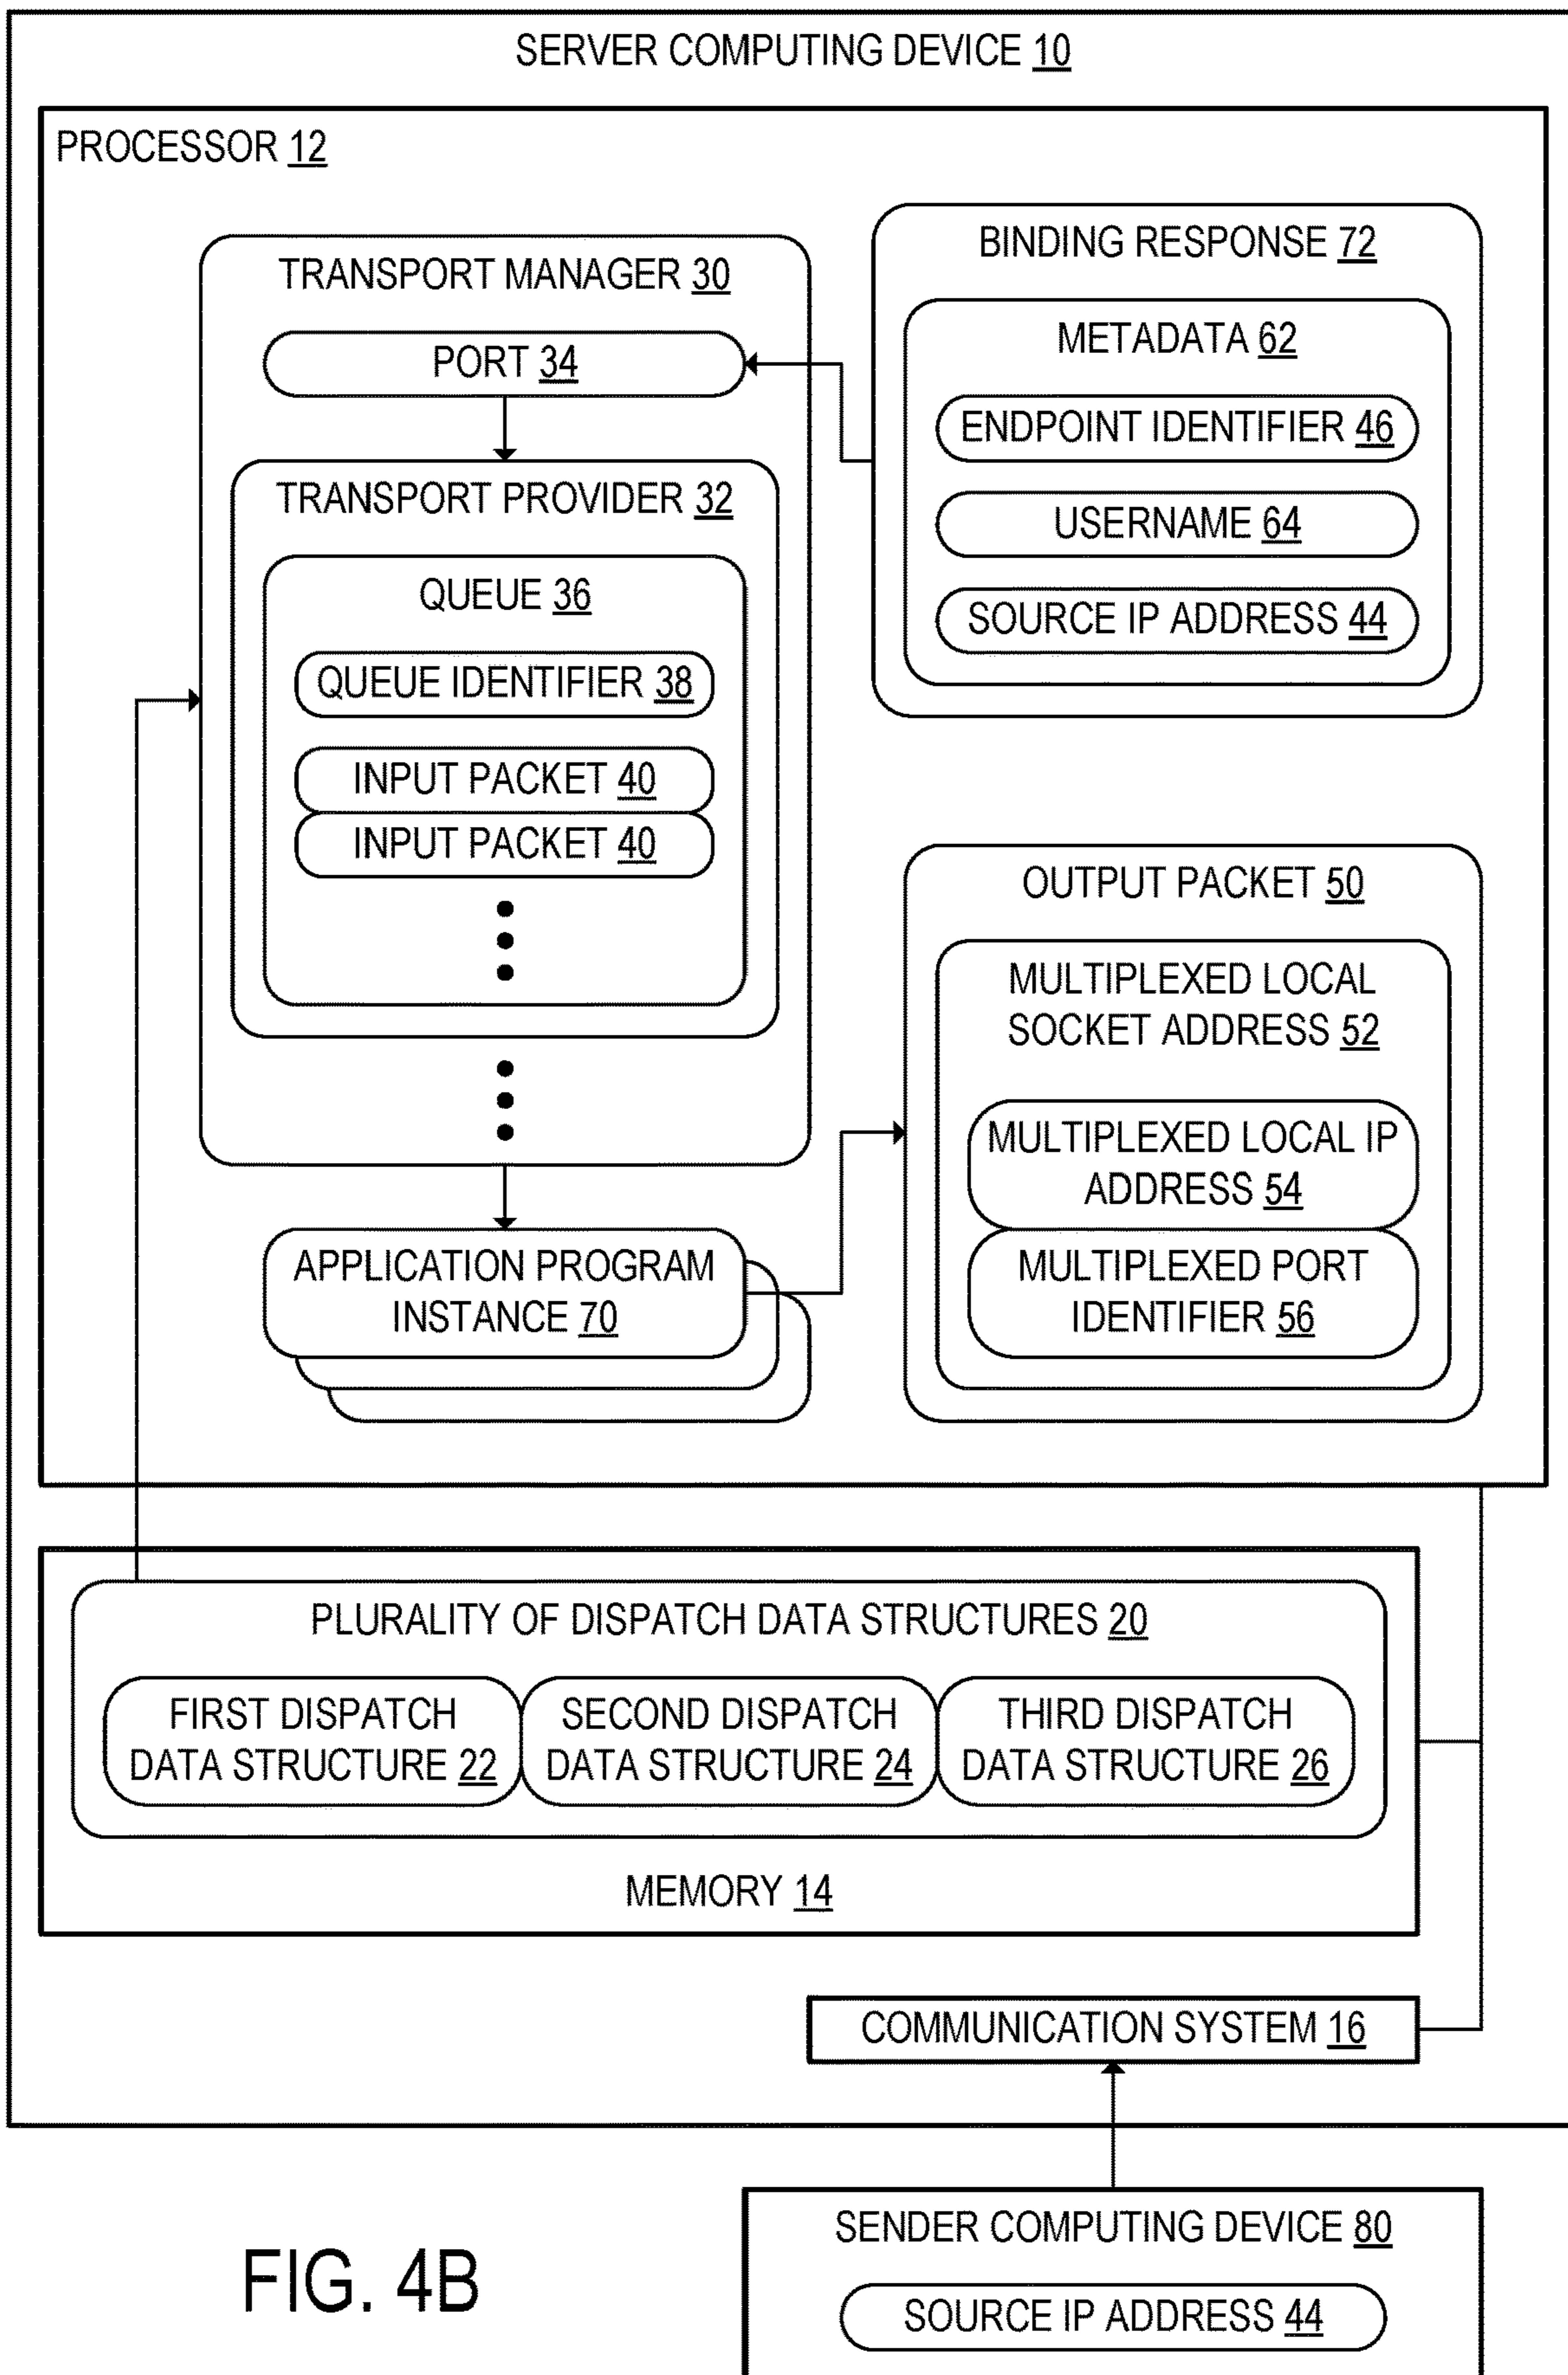 SERVER COMPUTING DEVICE 10
PROCESSOR 12
TRANSPORT MANAGER 30
PORT 34
TRANSPORT PROVIDER 32
QUEUE 36
QUEUE IDENTIFIER 38
INPUT PACKET 40
INPUT PACKET 40
APPLICATION PROGRAM
INSTANCE 70
BINDING RESPONSE 72
METADATA 62
ENDPOINT IDENTIFIER 46
USERNAME 64
SOURCE IP ADDRESS 44
OUTPUT PACKET 50
MULTIPLEXED LOCAL
SOCKET ADDRESS 52
MULTIPLEXED LOCAL IP
ADDRESS 54
MULTIPLEXED PORT
IDENTIFIER 56
PLURALITY OF DISPATCH DATA STRUCTURES 20
FIRST DISPATCH
DATA STRUCTURE 22
SECOND DISPATCH
DATA STRUCTURE 24
THIRD DISPATCH
DATA STRUCTURE 26
MEMORY 14
COMMUNICATION SYSTEM 16
SENDER COMPUTING DEVICE 80
SOURCE IP ADDRESS 44
FIG. 4B